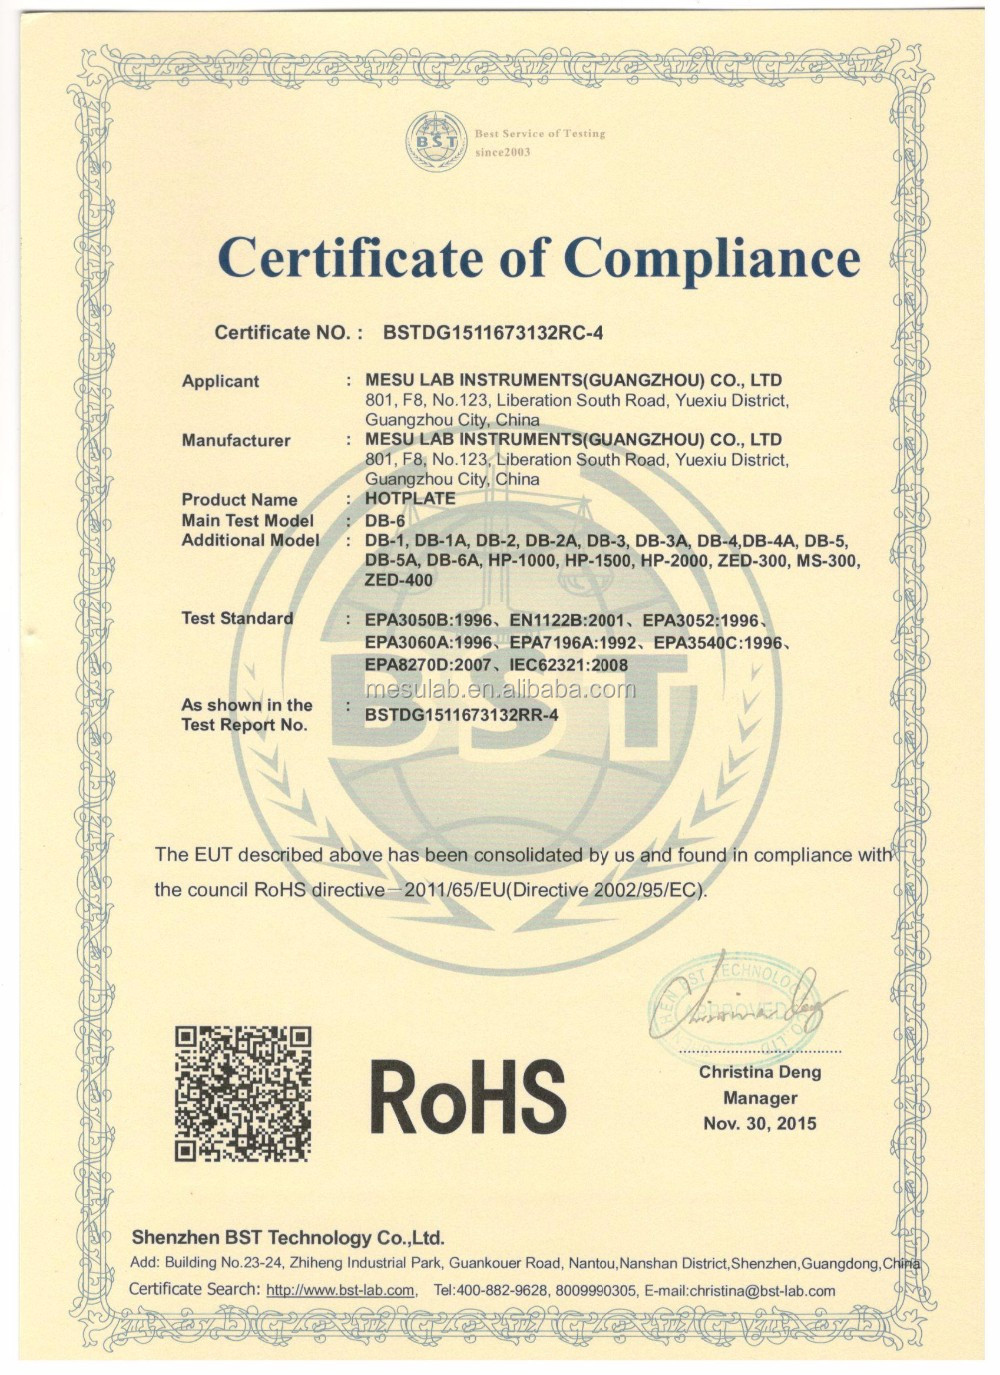 BST
Best Service of Testing
since2003
Certificate of Compliance
Certificate NO. : BSTDG1511673132RC-4
Applicant : MESU LAB INSTRUMENTS(GUANGZHOU) CO., LTD
801, F8, No.123, Liberation South Road, Yuexiu District,
Guangzhou City, China
Manufacturer : MESU LAB INSTRUMENTS(GUANGZHOU) CO., LTD
801, F8, No.123, Liberation South Road, Yuexiu District,
Guangzhou City, China
Product Name : HOTPLATE
Main Test Model : DB-6
Additional Model : DB-1, DB-1A, DB-2, DB-2A, DB-3, DB-3A, DB-4,DB-4A, DB-5,
DB-5A, DB-6A, HP-1000, HP-1500, HP-2000, ZED-300, MS-300,
ZED-400
Test Standard : EPA3050B:1996、EN1122B:2001、EPA3052:1996、
EPA3060A:1996、EPA7196A:1992、EPA3540C:1996、
EPA8270D:2007、IEC62321:2008
mesulab.en.alibaba.com
As shown in the
Test Report No. : BSTDG1511673132RR-4
BST
The EUT described above has been consolidated by us and found in compliance with
the council RoHS directive－2011/65/EU(Directive 2002/95/EC).
RoHS
Christina Deng
Manager
Nov. 30, 2015
Shenzhen BST Technology Co.,Ltd.
Add: Building No.23-24, Zhiheng Industrial Park, Guankouer Road, Nantou,Nanshan District,Shenzhen,Guangdong,China
Certificate Search: http://www.bst-lab.com, Tel:400-882-9628, 8009990305, E-mail:christina@bst-lab.com